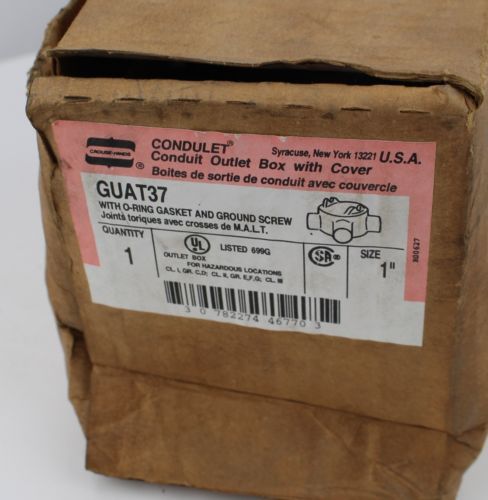 CROUSE-HINDS
®
CONDULET®
Syracuse, New York 13221 U.S.A.
Conduit Outlet Box with Cover
Boites de sortie de conduit avec couvercle
GUAT37
WITH O-RING GASKET AND GROUND SCREW
Joints toriques avec crosses de M.A.L.T.
QUANTITY
1
UL
LISTED 699G
OUTLET BOX
FOR HAZARDOUS LOCATIONS
CL. I, GR. C,D; CL. II, GR. E,F,G; CL. III
SA®
SIZE
1"
X00627
3 0 782274 46770 3